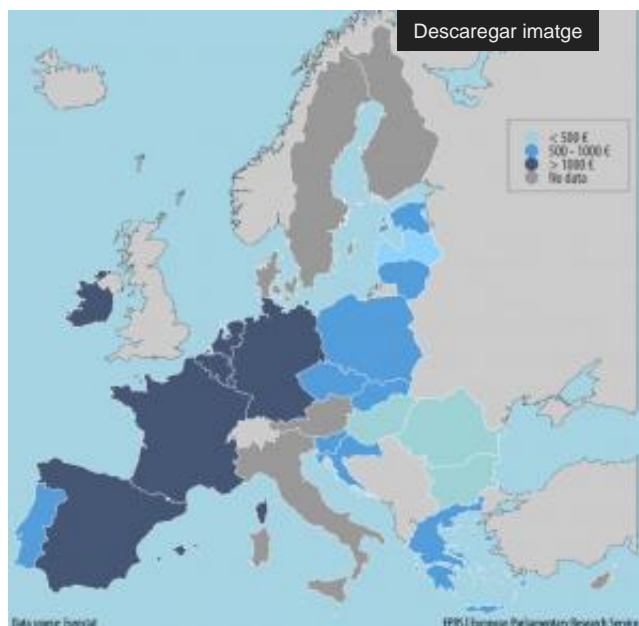 Descaregar imatge
< 500 €
500 - 1000 €
> 1000 €
No data
Data source: Eurostat
EPRS | European Parliamentary Research Service